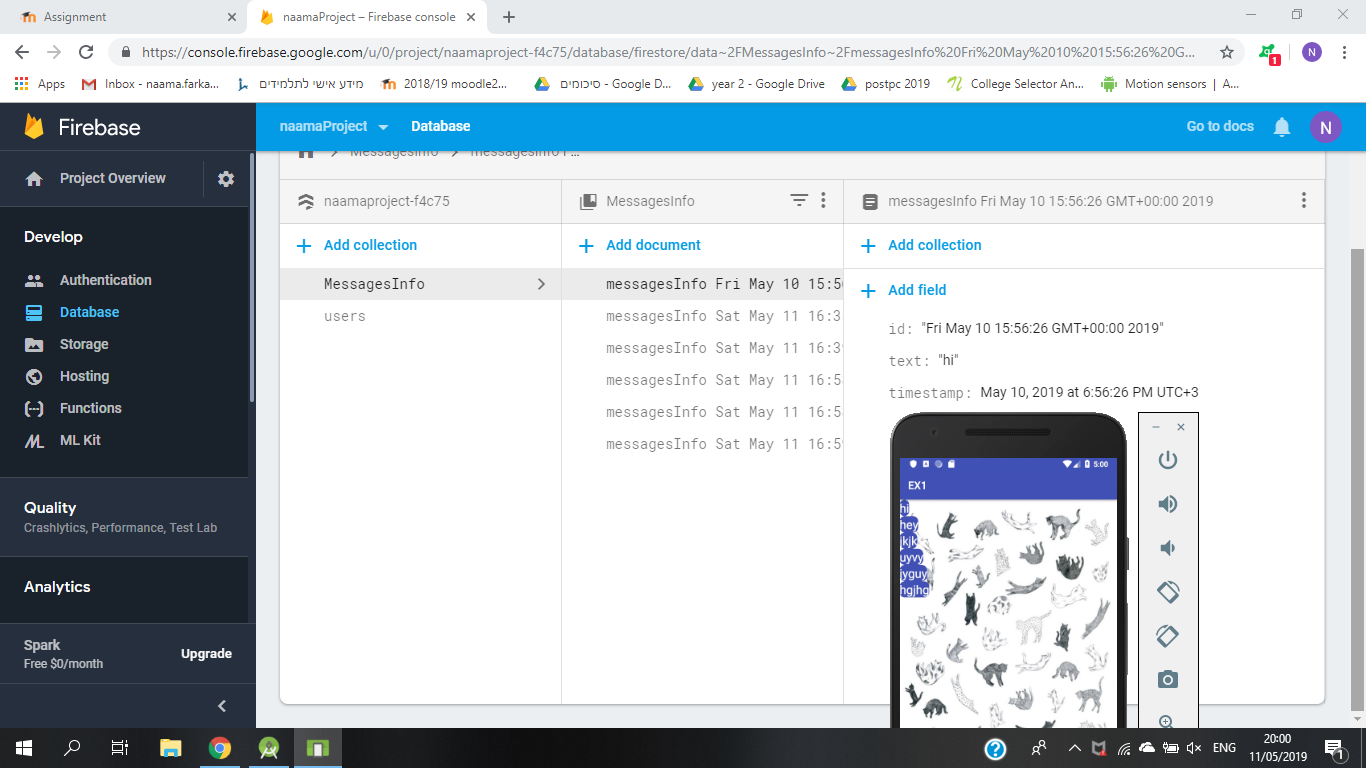 Assignment
naamaProject – Firebase console
https://console.firebase.google.com/u/0/project/naamaproject-f4c75/database/firestore/data~2FMessagesInfo~2FmessagesInfo%20Fri%20May%2010%2015:56:26%20G...
1
N
Apps
Inbox - naama.farka...
מידע אישי לתלמידים
2018/19 moodle2...
סיכומים - Google D...
year 2 - Google Drive
postpc 2019
College Selector An...
Motion sensors | A...
Firebase
naamaProject
Database
Go to docs
N
Project Overview
MessagesInfo
messagesInfo F...
naamaproject-f4c75
MessagesInfo
messagesInfo Fri May 10 15:56:26 GMT+00:00 2019
Develop
Add collection
Add document
Add collection
Authentication
MessagesInfo
messagesInfo Fri May 10 15:56
Add field
Database
users
messagesInfo Sat May 11 16:3
id: "Fri May 10 15:56:26 GMT+00:00 2019"
Storage
messagesInfo Sat May 11 16:39
text: "hi"
Hosting
messagesInfo Sat May 11 16:5
timestamp: May 10, 2019 at 6:56:26 PM UTC+3
Functions
messagesInfo Sat May 11 16:5
ML Kit
messagesInfo Sat May 11 16:59
5:00
EX1
hi
hey
jkjk
uyvy
jyguy
hgjhg
Quality
Crashlytics, Performance, Test Lab
Analytics
Spark
Free $0/month
Upgrade
ENG
20:00
11/05/2019
1